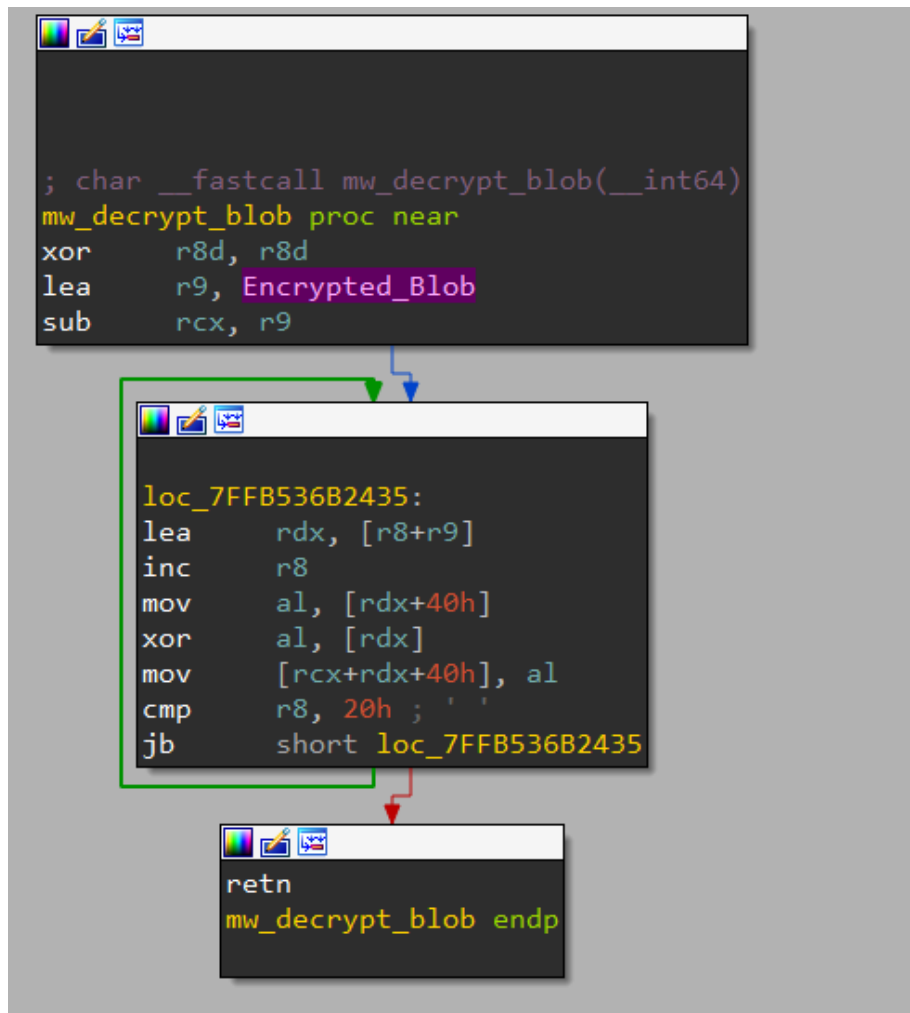 ; char __fastcall mw_decrypt_blob(__int64)
mw_decrypt_blob proc near
xor r8d, r8d
lea r9, Encrypted_Blob
sub rcx, r9
loc_7FFB536B2435:
lea rdx, [r8+r9]
inc r8
mov al, [rdx+40h]
xor al, [rdx]
mov [rcx+rdx+40h], al
cmp r8, 20h ; ' '
jb short loc_7FFB536B2435
retn
mw_decrypt_blob endp